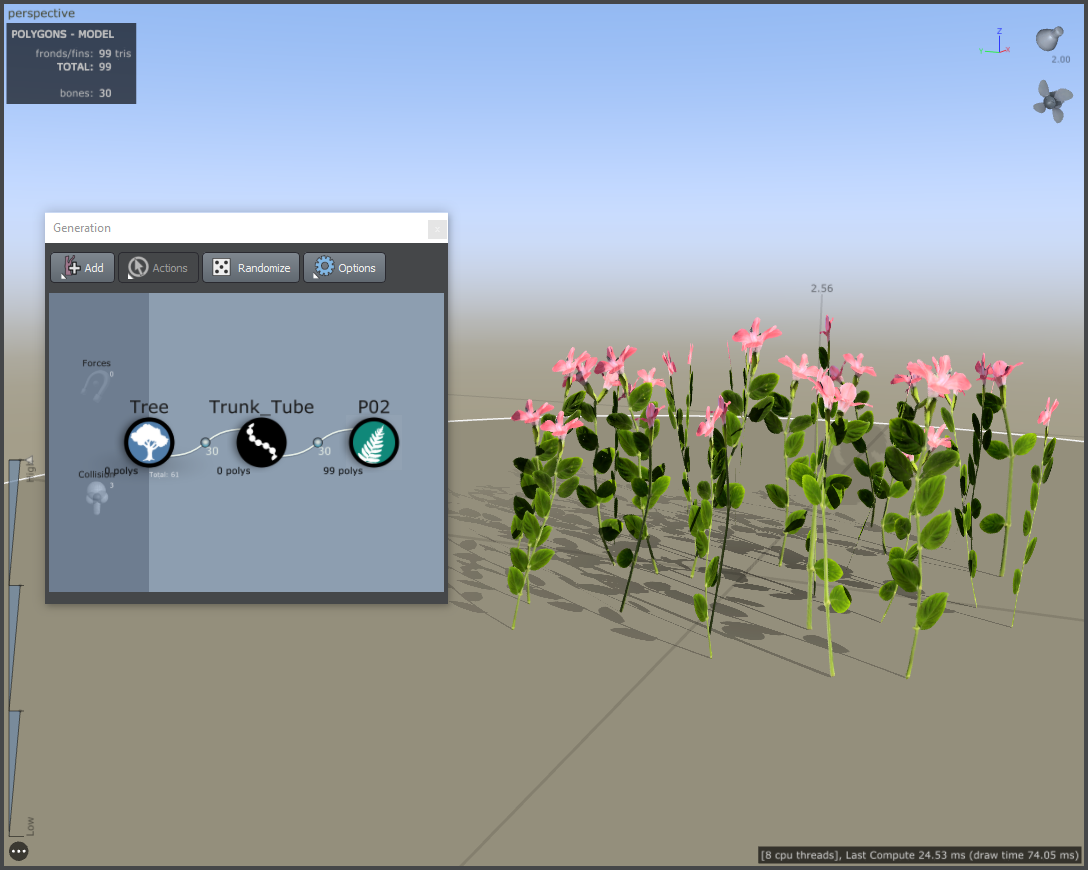 perspective
POLYGONS - MODEL
fronds/fins: 99 tris
TOTAL: 99
bones: 30
Z
Y
X
2.00
Generation
x
Add
Actions
Randomize
Options
Forces
0
Tree
Trunk_Tube
P02
30
30
0 polys
Total: 61
0 polys
99 polys
Collision
3
2.56
High
Low
[8 cpu threads], Last Compute 24.53 ms (draw time 74.05 ms)